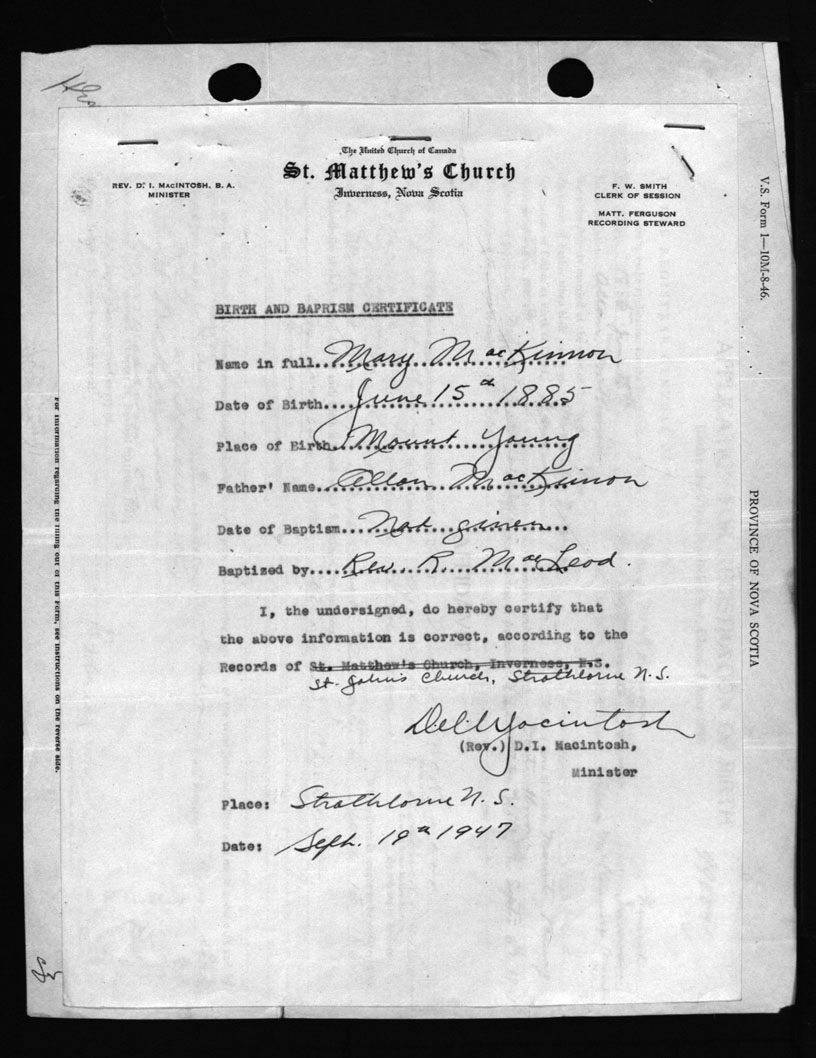 The United Church of Canada
St. Matthew's Church
Inverness, Nova Scotia
REV. D. I. MacINTOSH, B. A.
MINISTER
F. W. SMITH
CLERK OF SESSION
MATT. FERGUSON
RECORDING STEWARD
BIRTH AND BAPRISM CERTIFICATE
Name in full...Mary MacKinnon
Date of Birth....June 15th 1885
Place of Birth...Mount Young
Father' Name...Allan MacKinnon
Date of Baptism....Not given...
Baptized by....Rev. R. MacLeod.
I, the undersigned, do hereby certify that
the above information is correct, according to the
Records of St. Matthew's Church, Inverness, N.S.
St. John's Church, Strathlorne N.S.
D. I. Macintosh
(Rev.) D.I. Macintosh,
Minister
Place: Strathlorne N.S.
Date: Sept. 19th 1947
V.S. Form 1—10M-8-46.
PROVINCE OF NOVA SCOTIA
For information regarding the filling out of this form, see instructions on the reverse side.